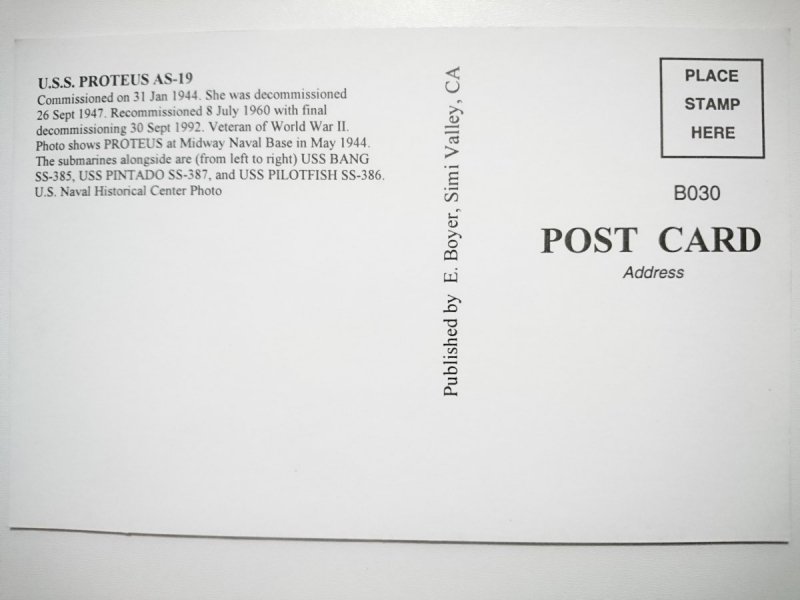 U.S.S. PROTEUS AS-19
Commissioned on 31 Jan 1944. She was decommissioned
26 Sept 1947. Recommissioned 8 July 1960 with final
decommissioning 30 Sept 1992. Veteran of World War II.
Photo shows PROTEUS at Midway Naval Base in May 1944.
The submarines alongside are (from left to right) USS BANG
SS-385, USS PINTADO SS-387, and USS PILOTFISH SS-386.
U.S. Naval Historical Center Photo
Published by E. Boyer, Simi Valley, CA
PLACE
STAMP
HERE
B030
POST CARD
Address